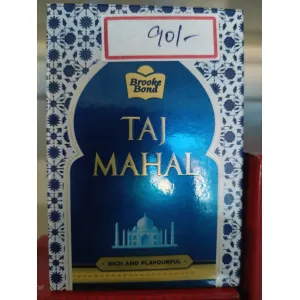 90/-
Brooke
Bond
TAJ
MAHAL
RICH AND FLAVOURFUL